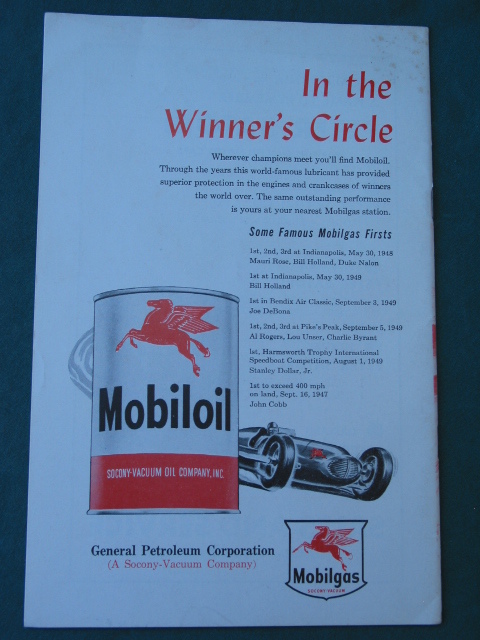 In the
Winner's Circle
Wherever champions meet you'll find Mobiloil.
Through the years this world-famous lubricant has provided
superior protection in the engines and crankcases of winners
the world over. The same outstanding performance
is yours at your nearest Mobilgas station.
Some Famous Mobilgas Firsts
1st, 2nd, 3rd at Indianapolis, May 30, 1948
Mauri Rose, Bill Holland, Duke Nalon
1st at Indianapolis, May 30, 1949
Bill Holland
1st in Bendix Air Classic, September 3, 1949
Joe DeBona
1st, 2nd, 3rd at Pike's Peak, September 5, 1949
Al Rogers, Lou Unser, Charlie Byrant
1st, Harmsworth Trophy International
Speedboat Competition, August 1, 1949
Stanley Dollar, Jr.
1st to exceed 400 mph
on land, Sept. 16, 1947
John Cobb
Mobiloil
SOCONY-VACUUM OIL COMPANY, INC.
General Petroleum Corporation
(A Socony-Vacuum Company)
Mobilgas
SOCONY-VACUUM